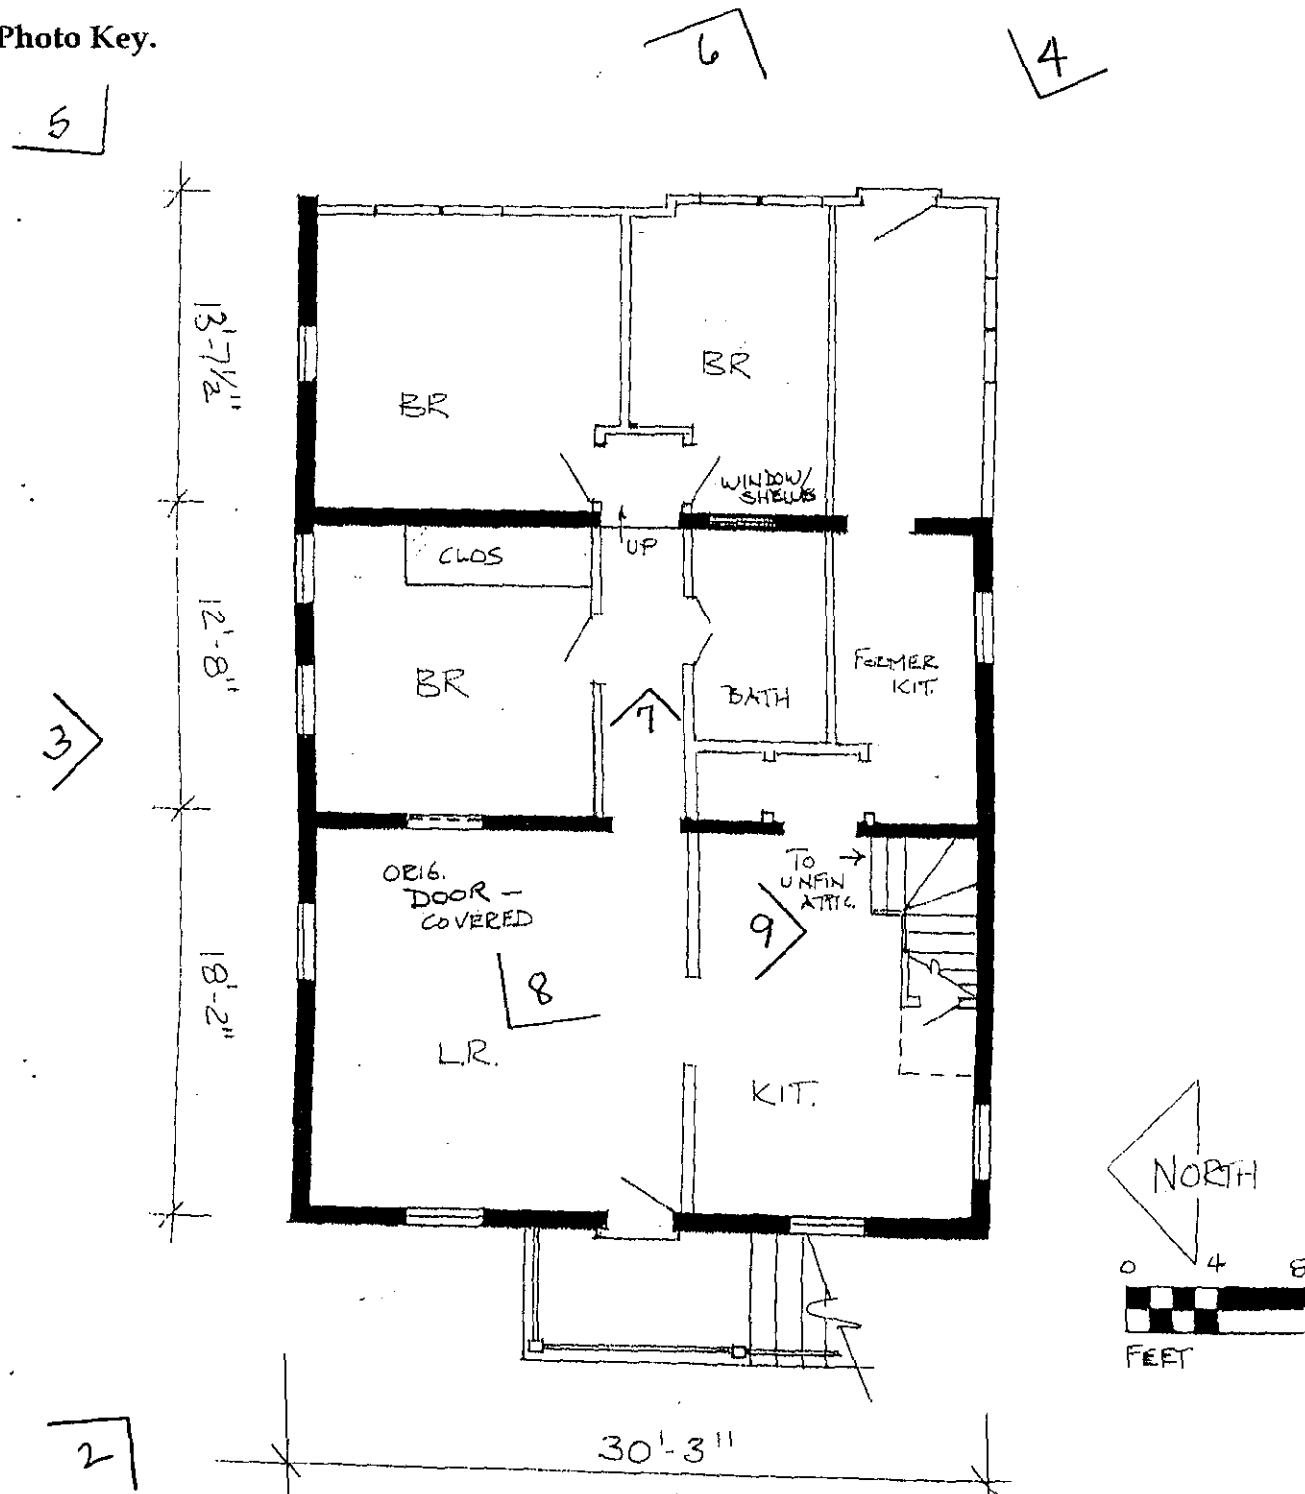 Photo Key.
6
4
5
13'-7½"
BR
BR
WINDOW/
SHELVES
UP
CLOS
12'-8"
BR
FORMER
KIT.
BATH
7
3
ORIG.
DOOR –
COVERED
TO →
UNFIN
ATTIC.
9
18'-2"
8
L.R.
KIT.
NORTH
0 4 8
FEET
30'-3"
2